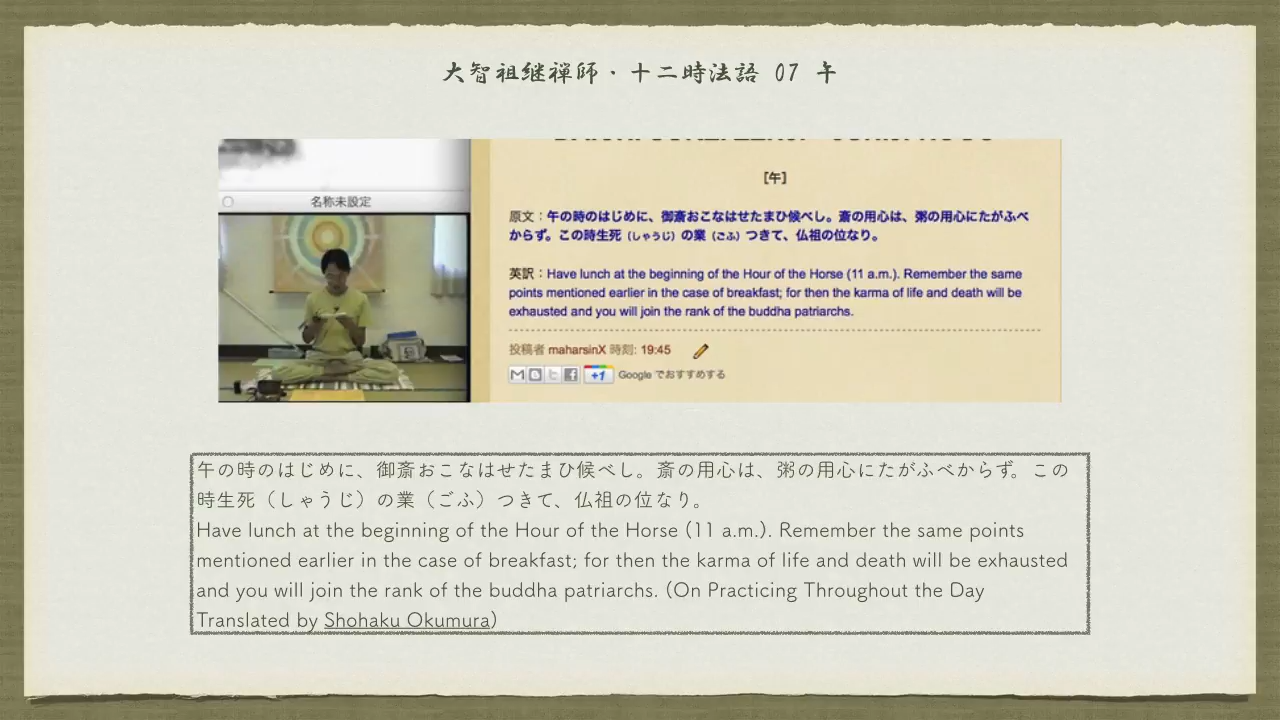 大智祖継禅師・十二時法語 07 午
名称未設定
[午]
原文：午の時のはじめに、御斎おこなはせたまひ候べし。斎の用心は、粥の用心にたがふべ
からず。この時生死（しゃうじ）の業（ごふ）つきて、仏祖の位なり。
英訳：Have lunch at the beginning of the Hour of the Horse (11 a.m.). Remember the same
points mentioned earlier in the case of breakfast; for then the karma of life and death will be
exhausted and you will join the rank of the buddha patriarchs.
投稿者 maharsinX 時刻: 19:45
+1 Google でおすすめする
午の時のはじめに、御斎おこなはせたまひ候べし。斎の用心は、粥の用心にたがふべからず。この
時生死（しゃうじ）の業（ごふ）つきて、仏祖の位なり。
Have lunch at the beginning of the Hour of the Horse (11 a.m.). Remember the same points
mentioned earlier in the case of breakfast; for then the karma of life and death will be exhausted
and you will join the rank of the buddha patriarchs. (On Practicing Throughout the Day
Translated by Shohaku Okumura)